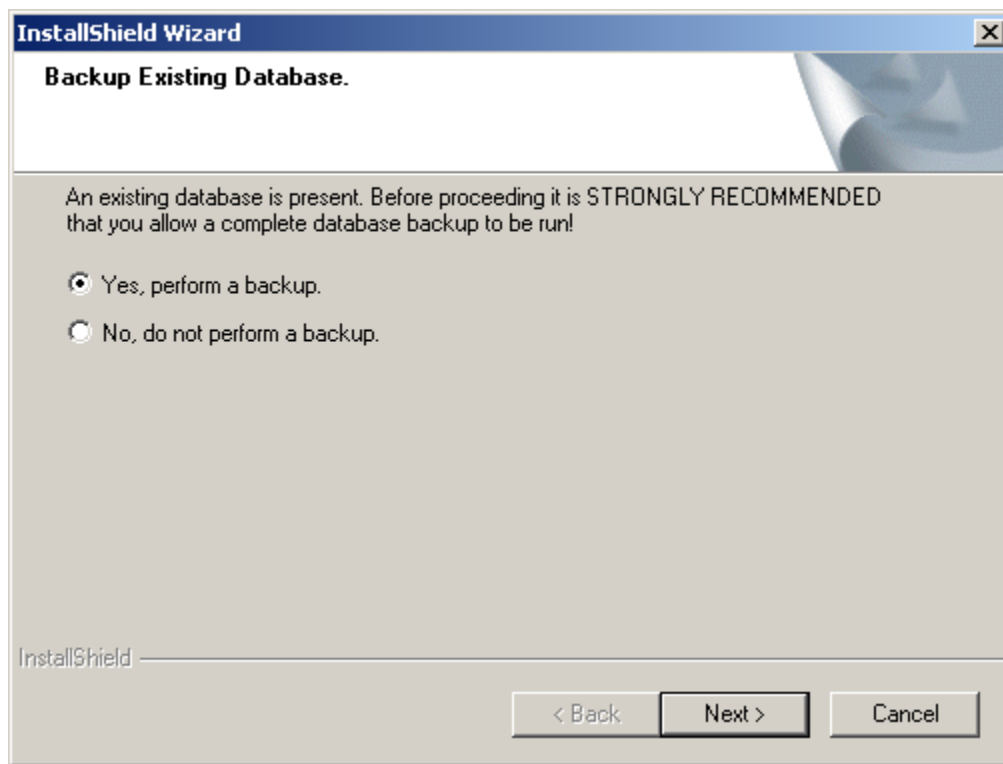 InstallShield Wizard
Backup Existing Database.
An existing database is present. Before proceeding it is STRONGLY RECOMMENDED
that you allow a complete database backup to be run!
Yes, perform a backup.
No, do not perform a backup.
InstallShield
< Back
Next >
Cancel